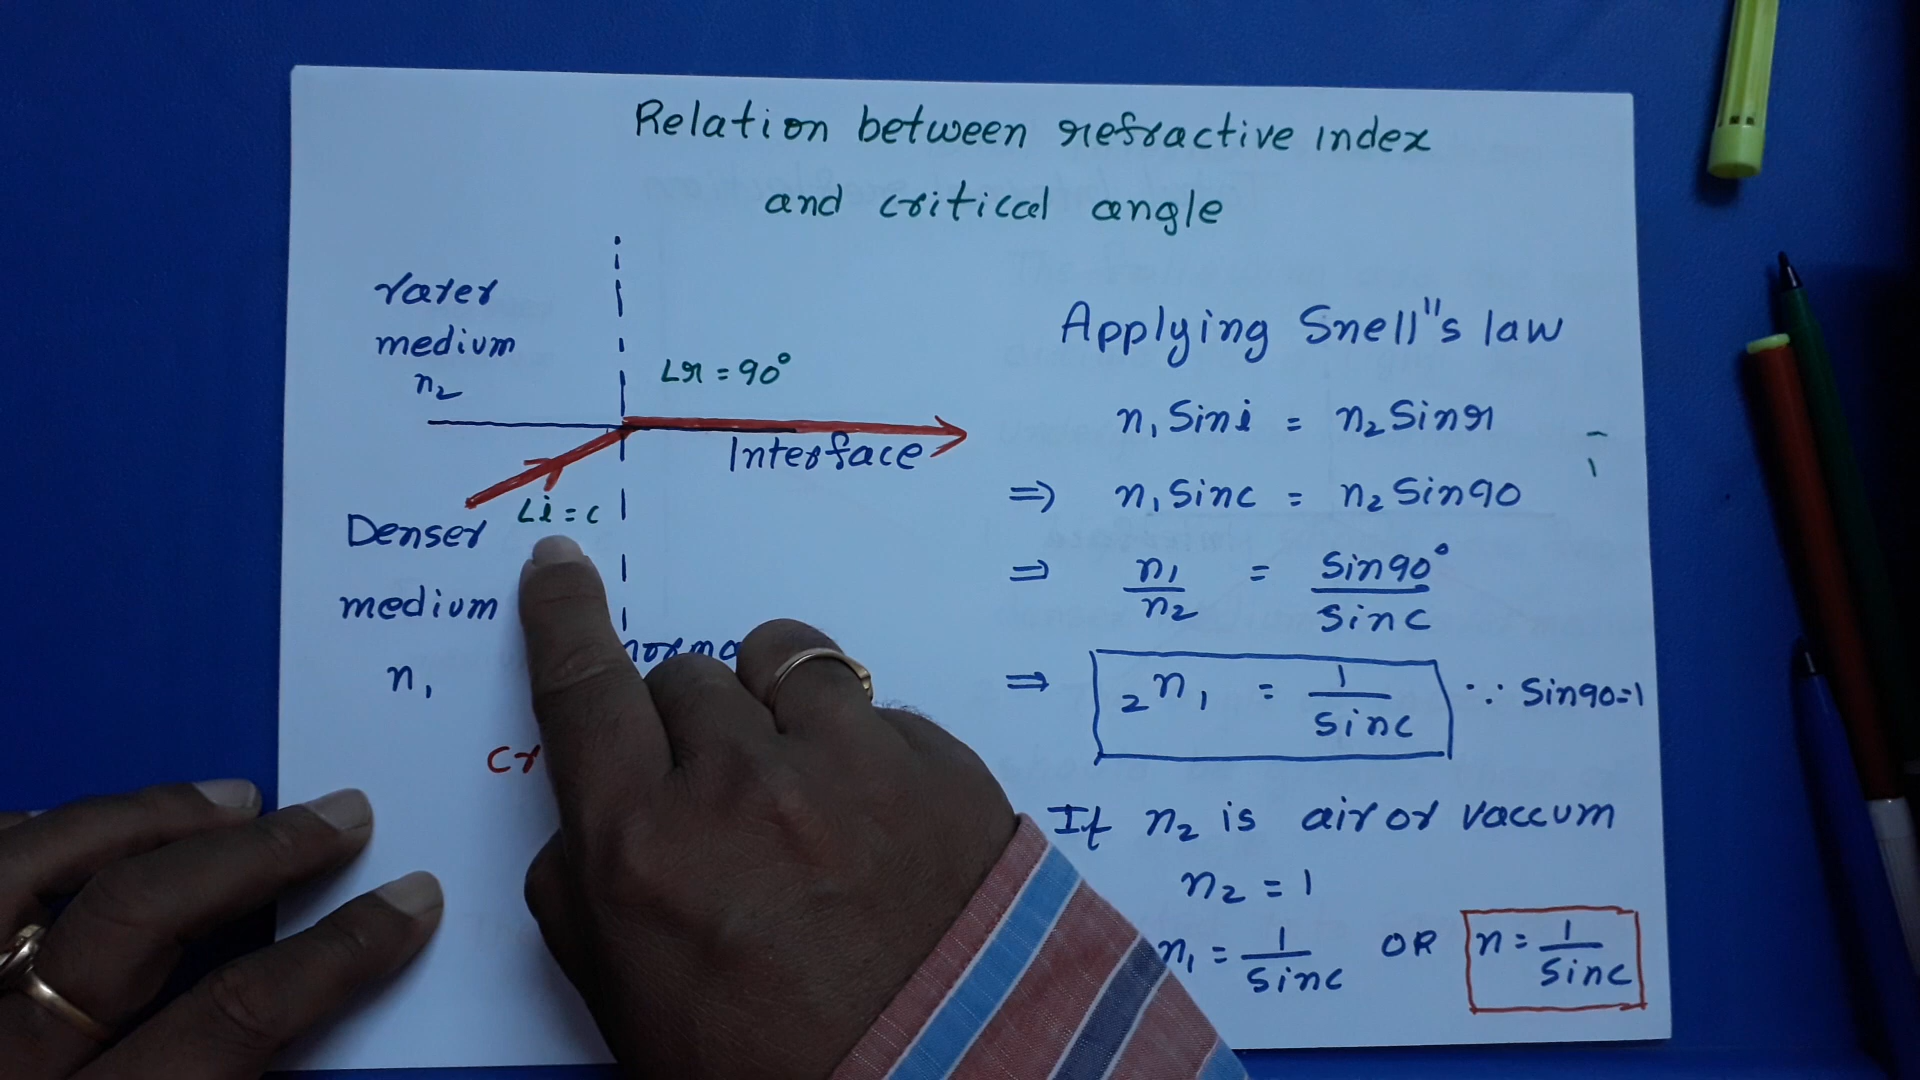 Relation between refractive index
and critical angle
rarer
medium
n₂
∠r = 90°
Interface
∠i = c
Denser
medium
n₁
Applying Snell"s law
n₁ Sin i = n₂ Sin r
⇒ n₁ Sin c = n₂ Sin 90
⇒ n₁/n₂ = Sin 90°/Sin c
⇒ ₂n₁ = 1/Sin c ∵ Sin 90=1
If n₂ is air or vaccum
n₂ = 1
n₁ = 1/Sin c OR n = 1/Sin c